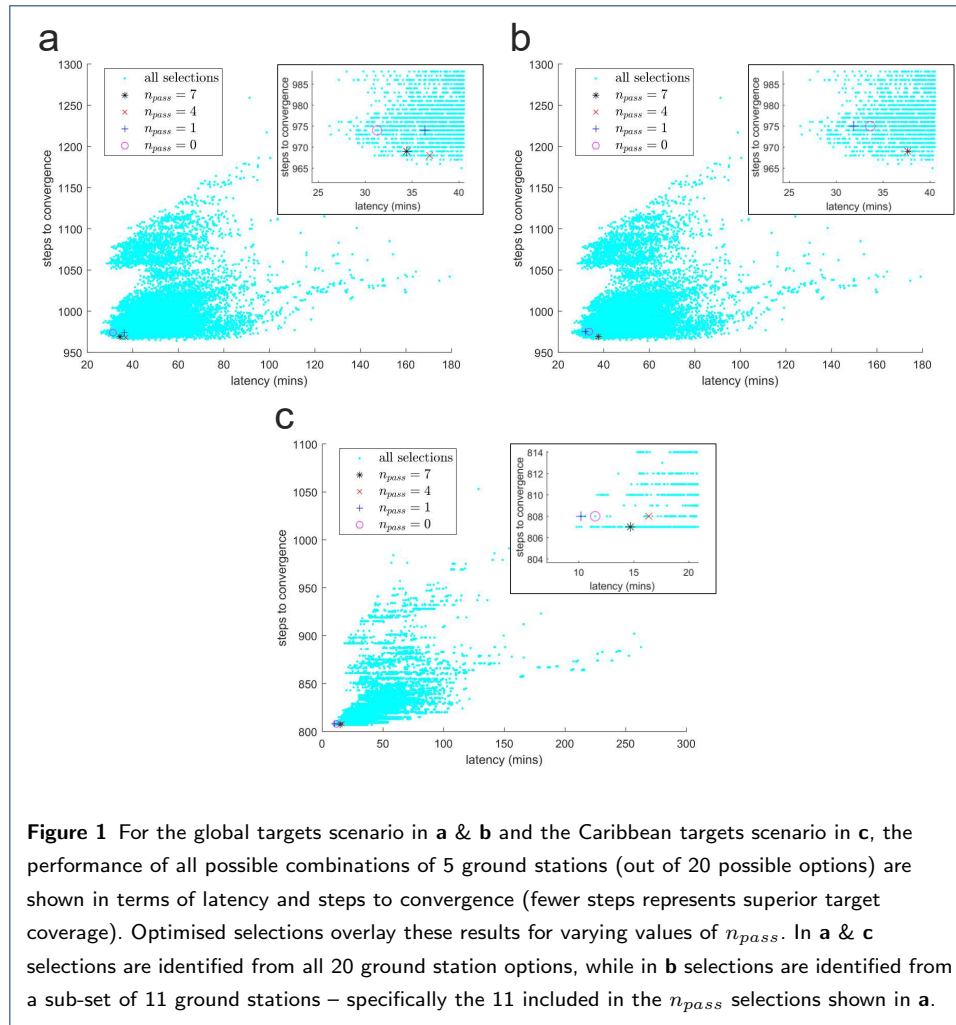 a
1300
1250
1200
1150
1100
1050
1000
950
20 40 60 80 100 120 140 160 180
steps to convergence
latency (mins)
all selections
n_pass = 7
n_pass = 4
n_pass = 1
n_pass = 0
985
980
975
970
965
25 30 35 40
steps to convergence
latency (mins)
b
1300
1250
1200
1150
1100
1050
1000
950
20 40 60 80 100 120 140 160 180
steps to convergence
latency (mins)
all selections
n_pass = 7
n_pass = 4
n_pass = 1
n_pass = 0
985
980
975
970
965
25 30 35 40
steps to convergence
latency (mins)
c
1100
1000
900
800
700
0 50 100 150 200 250 300
steps to convergence
latency (mins)
all selections
n_pass = 7
n_pass = 4
n_pass = 1
n_pass = 0
814
812
810
808
806
804
10 15 20
steps to convergence
latency (mins)
Figure 1 For the global targets scenario in a & b and the Caribbean targets scenario in c, the
performance of all possible combinations of 5 ground stations (out of 20 possible options) are
shown in terms of latency and steps to convergence (fewer steps represents superior target
coverage). Optimised selections overlay these results for varying values of n_pass. In a & c
selections are identified from all 20 ground station options, while in b selections are identified from
a sub-set of 11 ground stations – specifically the 11 included in the n_pass selections shown in a.